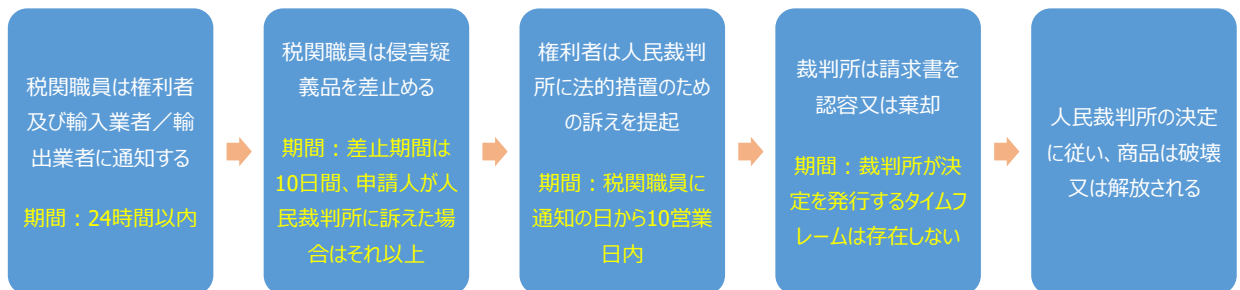 税関職員は権利者
及び輸入業者／輸
出業者に通知する
期間：24時間以内
税関職員は侵害疑
義品を差止める
期間：差止期間は
10日間、申請人が人
民裁判所に訴えた場
合はそれ以上
権利者は人民裁判
所に法的措置のため
の訴えを提起
期間：税関職員に
通知の日から10営業
日内
裁判所は請求書を
認容又は棄却
期間：裁判所が決
定を発行するタイムフ
レームは存在しない
人民裁判所の決定
に従い、商品は破壊
又は解放される